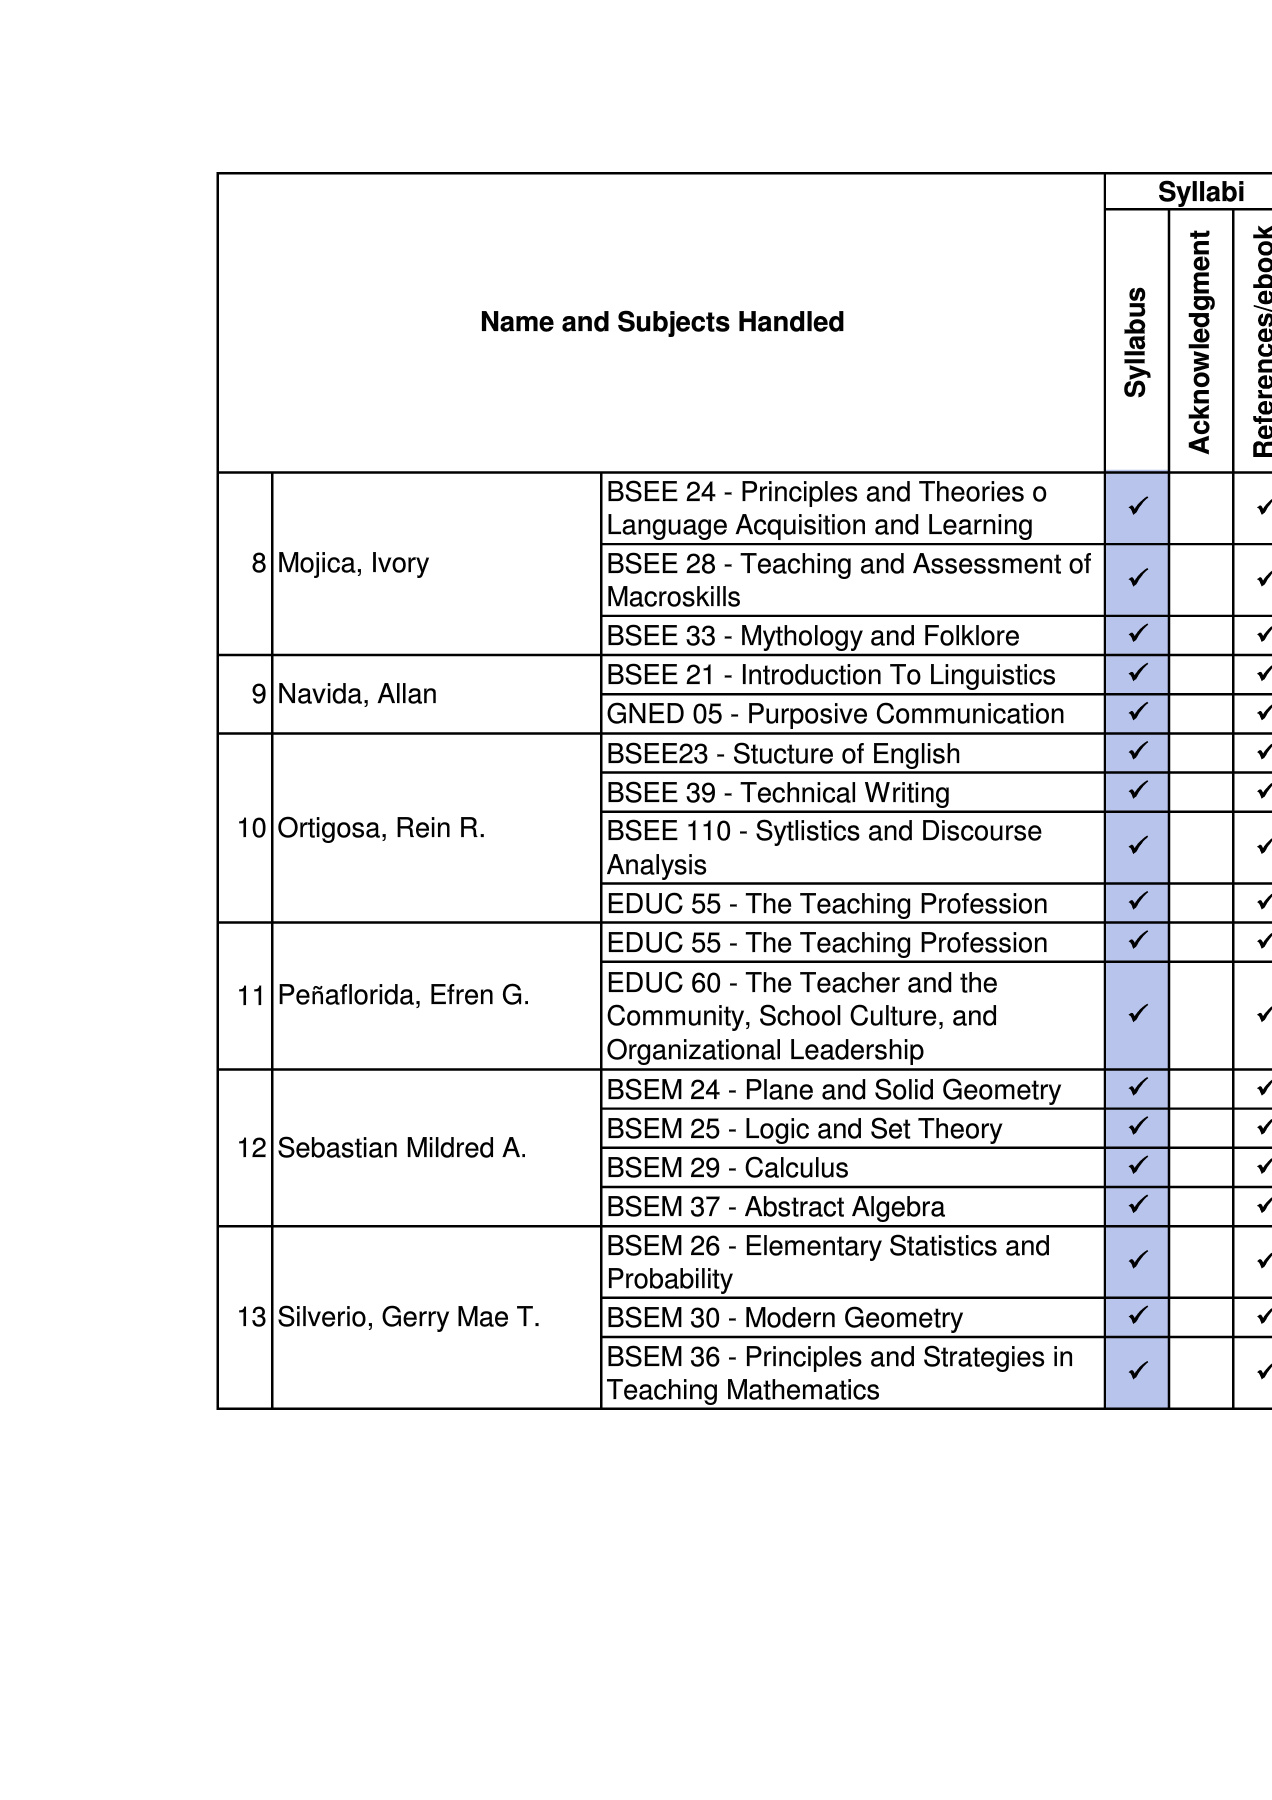 Syllabi
Name and Subjects Handled
Syllabus
Acknowledgment
References/ebook
8 Mojica, Ivory
BSEE 24 - Principles and Theories o
Language Acquisition and Learning
✓ ✓
BSEE 28 - Teaching and Assessment of
Macroskills
✓ ✓
BSEE 33 - Mythology and Folklore ✓ ✓
9 Navida, Allan
BSEE 21 - Introduction To Linguistics ✓ ✓
GNED 05 - Purposive Communication ✓ ✓
10 Ortigosa, Rein R.
BSEE23 - Stucture of English ✓ ✓
BSEE 39 - Technical Writing ✓ ✓
BSEE 110 - Sytlistics and Discourse
Analysis
✓ ✓
EDUC 55 - The Teaching Profession ✓ ✓
11 Peñaflorida, Efren G.
EDUC 55 - The Teaching Profession ✓ ✓
EDUC 60 - The Teacher and the
Community, School Culture, and
Organizational Leadership
✓ ✓
12 Sebastian Mildred A.
BSEM 24 - Plane and Solid Geometry ✓ ✓
BSEM 25 - Logic and Set Theory ✓ ✓
BSEM 29 - Calculus ✓ ✓
BSEM 37 - Abstract Algebra ✓ ✓
13 Silverio, Gerry Mae T.
BSEM 26 - Elementary Statistics and
Probability
✓ ✓
BSEM 30 - Modern Geometry ✓ ✓
BSEM 36 - Principles and Strategies in
Teaching Mathematics
✓ ✓